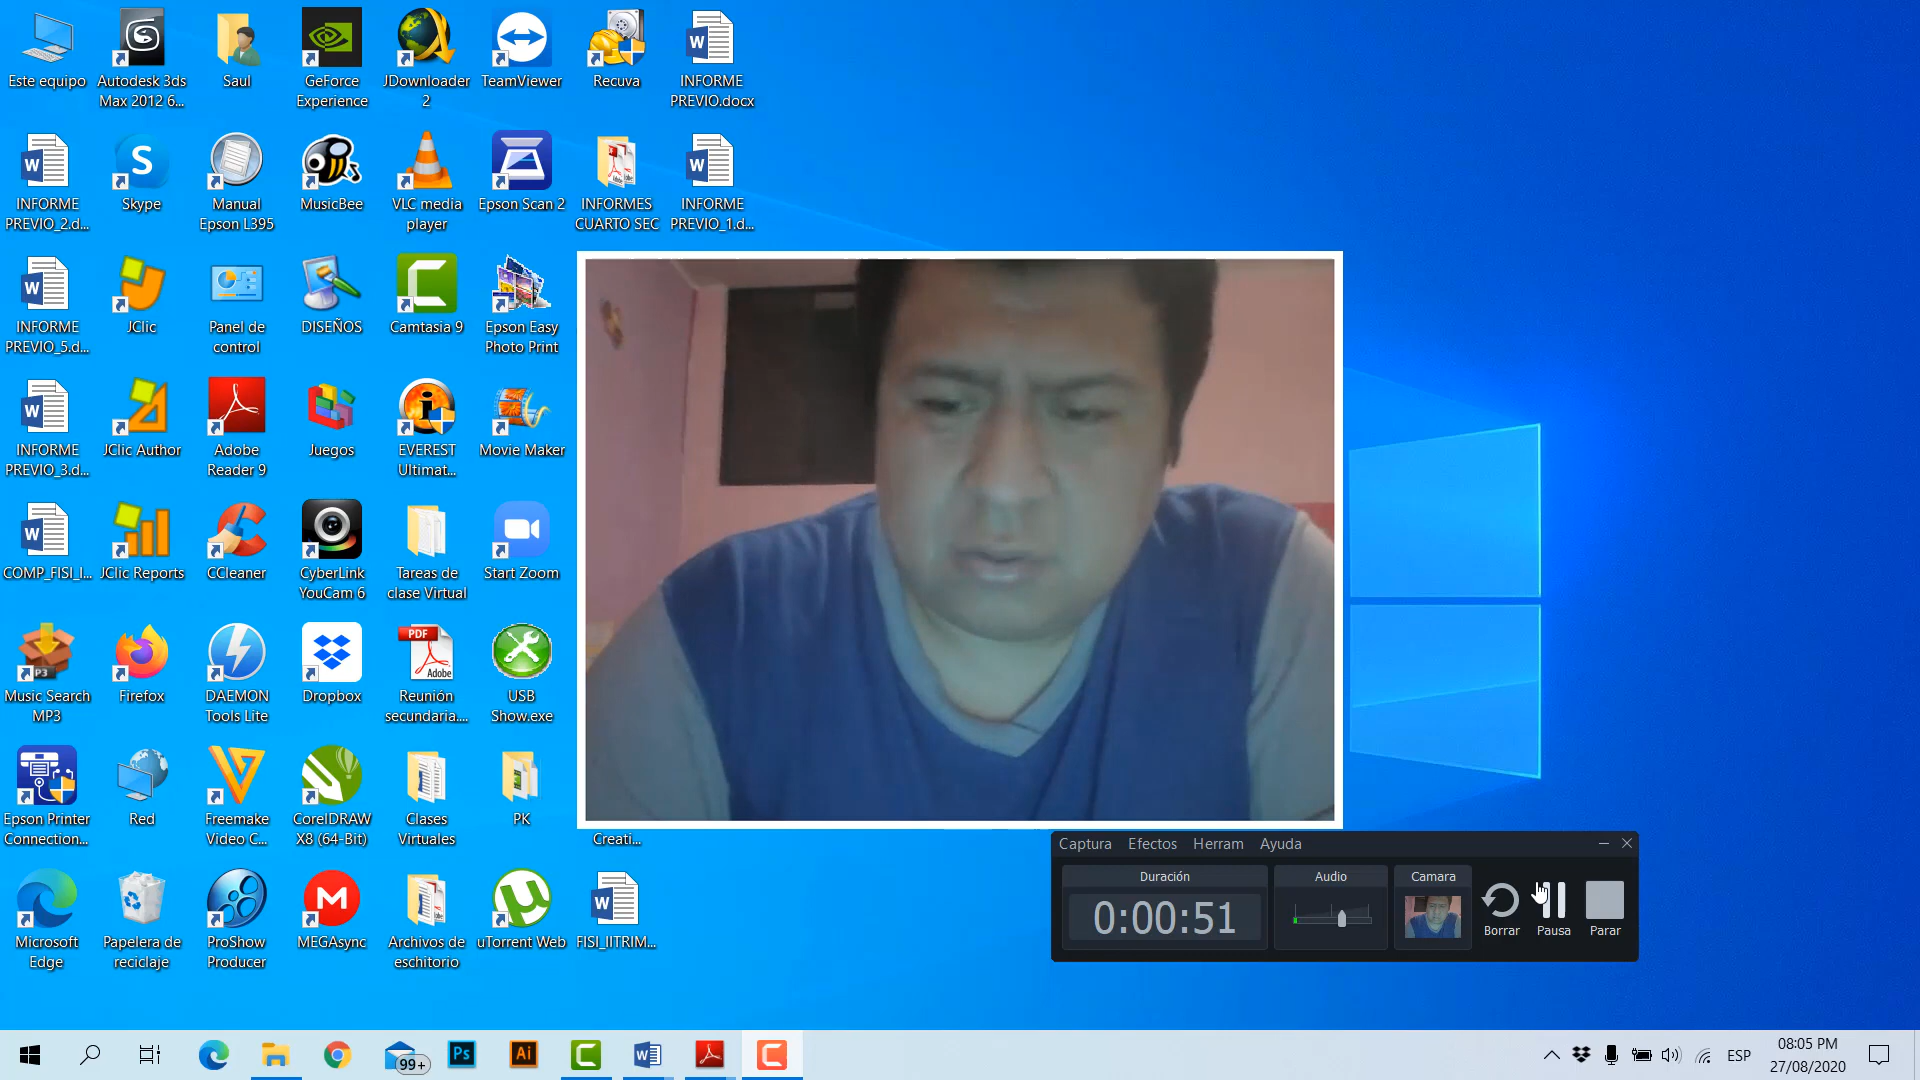 Este equipo
Autodesk 3ds
Max 2012 6...
Saul
GeForce
Experience
JDownloader
2
TeamViewer
Recuva
INFORME
PREVIO.docx
INFORME
PREVIO_2.d...
Skype
Manual
Epson L395
MusicBee
VLC media
player
Epson Scan 2
INFORMES
CUARTO SEC
INFORME
PREVIO_1.d...
INFORME
PREVIO_5.d...
JClic
Panel de
control
DISEÑOS
Camtasia 9
Epson Easy
Photo Print
INFORME
PREVIO_3.d...
JClic Author
Adobe
Reader 9
Juegos
EVEREST
Ultimat...
Movie Maker
COMP_FISI_I...
JClic Reports
CCleaner
CyberLink
YouCam 6
Tareas de
clase Virtual
Start Zoom
Music Search
MP3
Firefox
DAEMON
Tools Lite
Dropbox
PDF
Adobe
Reunión
secundaria....
USB
Show.exe
Epson Printer
Connection...
Red
Freemake
Video C...
CorelDRAW
X8 (64-Bit)
Clases
Virtuales
PK
Creati...
Microsoft
Edge
Papelera de
reciclaje
ProShow
Producer
MEGAsync
Archivos de
eschitorio
uTorrent Web
FISI_IITRIM...
Captura Efectos Herram Ayuda
Duración Audio Camara
0:00:51
Borrar Pausa Parar
99+
Ps
Ai
ESP
08:05 PM
27/08/2020